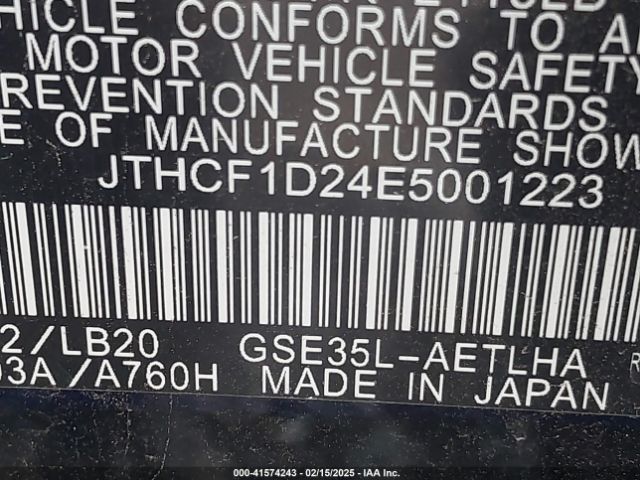 HICLE CONFORMS TO A
MOTOR VEHICLE SAFETY
REVENTION STANDARDS
E OF MANUFACTURE SHOW
JTHCF1D24E5001223
2/LB20 GSE35L-AETLHA R
03A/A760H MADE IN JAPAN
000-41574243 - 02/15/2025 - IAA Inc.